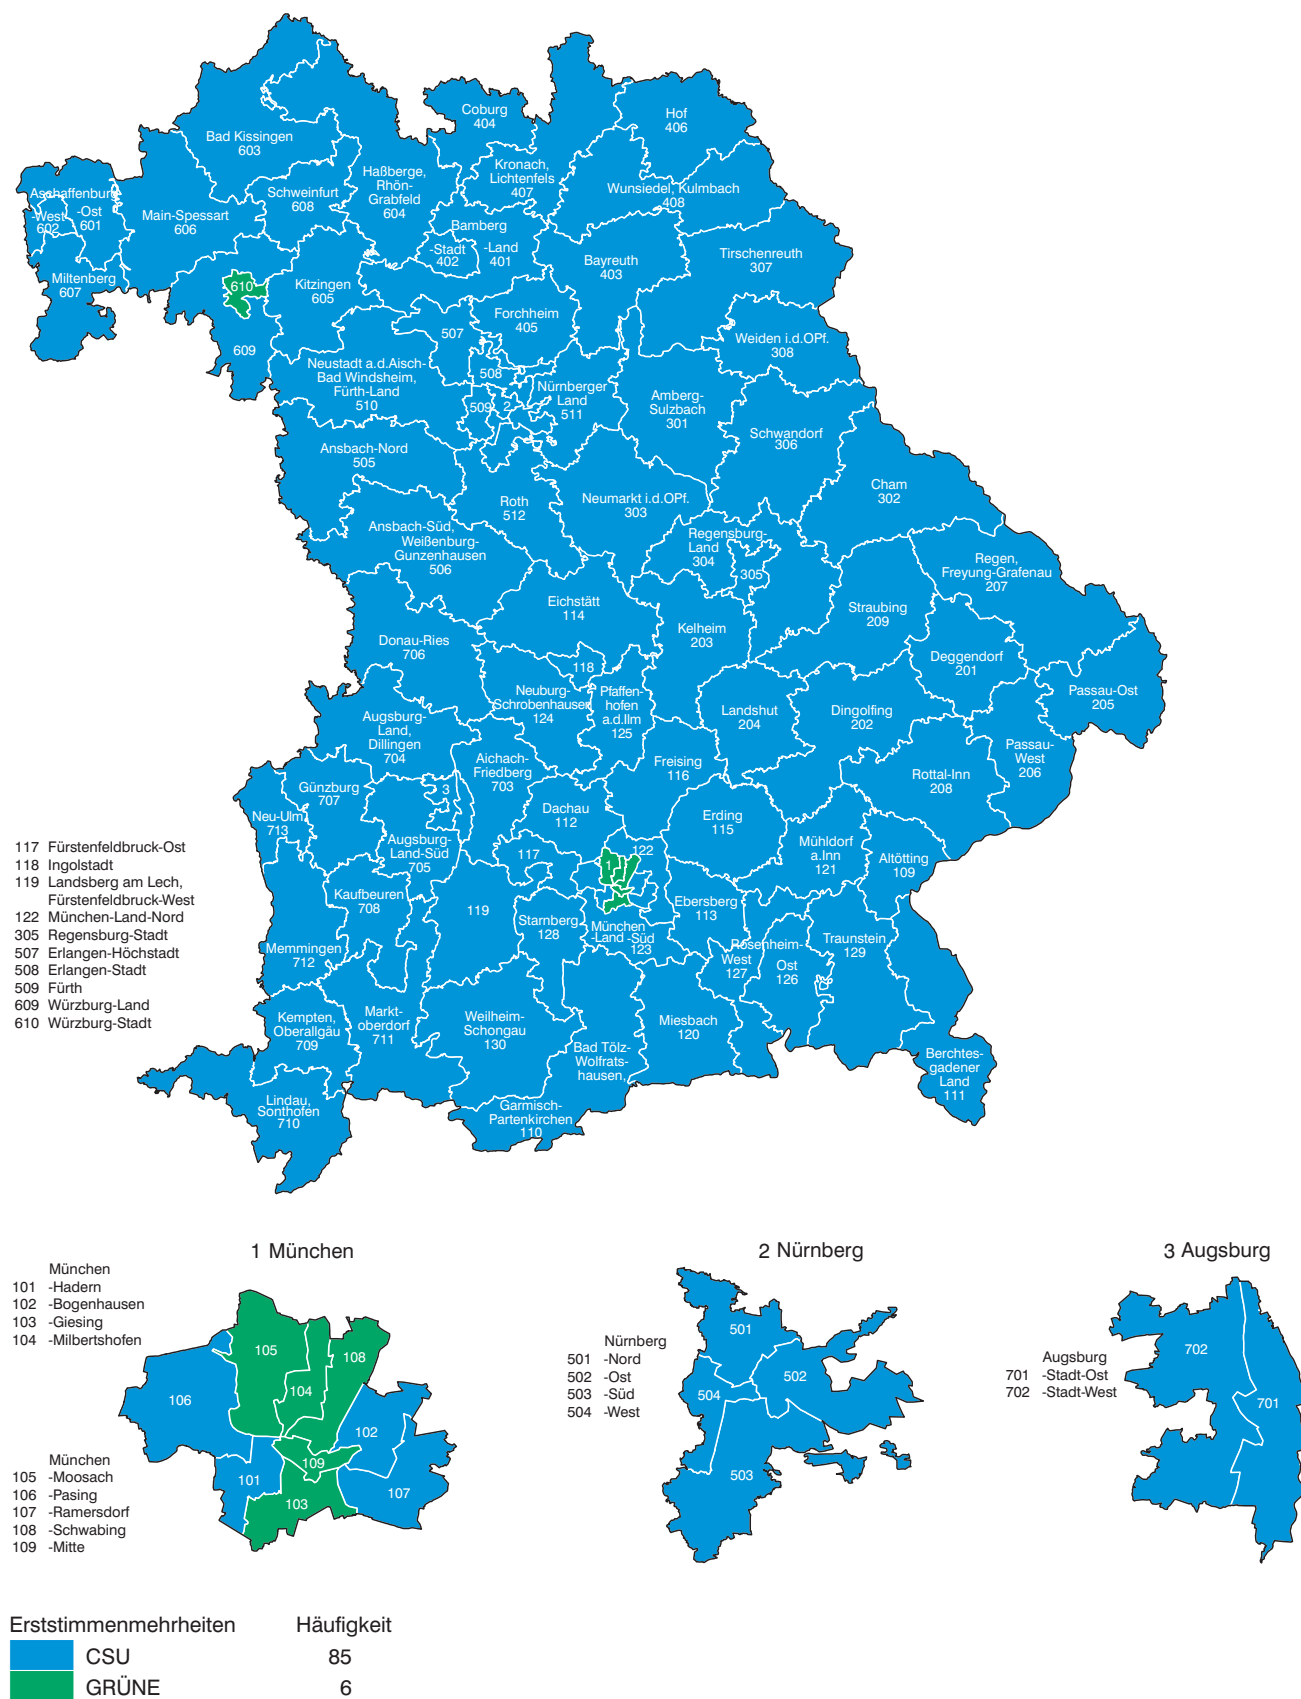 Coburg
404
Hof
406
Bad Kissingen
603
Kronach,
Lichtenfels
407
Haßberge,
Rhön-
Grabfeld
604
Wunsiedel, Kulmbach
408
Aschaffenburg
-West
602
-Ost
601
Schweinfurt
608
Main-Spessart
606
Bamberg
-Stadt
402
-Land
401
Bayreuth
403
Tirschenreuth
307
Miltenberg
607
610
Kitzingen
605
Forchheim
405
507
Weiden i.d.OPf.
308
609
Neustadt a.d.Aisch-
Bad Windsheim,
Fürth-Land
510
508
509
2
Nürnberger
Land
511
Amberg-
Sulzbach
301
Schwandorf
306
Ansbach-Nord
505
Cham
302
Roth
512
Neumarkt i.d.OPf.
303
Ansbach-Süd,
Weißenburg-
Gunzenhausen
506
Regensburg-
Land
304
305
Regen,
Freyung-Grafenau
207
Eichstätt
114
Straubing
209
Kelheim
203
Donau-Ries
706
Deggendorf
201
118
Neuburg-
Schrobenhausen
124
Pfaffen-
hofen
a.d.Ilm
125
Passau-Ost
205
Landshut
204
Dingolfing
202
Augsburg-
Land,
Dillingen
704
Passau-
West
206
Aichach-
Friedberg
703
Freising
116
Rottal-Inn
208
Günzburg
707
3
Neu-Ulm
713
Dachau
112
Erding
115
Augsburg-
Land-Süd
705
117
1
122
Mühldorf
a.Inn
121
Altötting
109
Kaufbeuren
708
119
Starnberg
128
Ebersberg
113
München
-Land -Süd
123
Rosenheim-
West
127
Ost
126
Traunstein
129
Memmingen
712
Kempten,
Oberallgäu
709
Markt-
oberdorf
711
Weilheim-
Schongau
130
Miesbach
120
Bad Tölz-
Wolfrats-
hausen,
Garmisch-
Partenkirchen
110
Berchtes-
gadener
Land
111
Lindau,
Sonthofen
710
117 Fürstenfeldbruck-Ost
118 Ingolstadt
119 Landsberg am Lech,
Fürstenfeldbruck-West
122 München-Land-Nord
305 Regensburg-Stadt
507 Erlangen-Höchstadt
508 Erlangen-Stadt
509 Fürth
609 Würzburg-Land
610 Würzburg-Stadt
1 München
München
101 -Hadern
102 -Bogenhausen
103 -Giesing
104 -Milbertshofen
München
105 -Moosach
106 -Pasing
107 -Ramersdorf
108 -Schwabing
109 -Mitte
105
108
106
104
102
109
101
107
103
2 Nürnberg
Nürnberg
501 -Nord
502 -Ost
503 -Süd
504 -West
501
502
504
503
3 Augsburg
Augsburg
701 -Stadt-Ost
702 -Stadt-West
702
701
Erststimmenmehrheiten Häufigkeit
CSU 85
GRÜNE 6